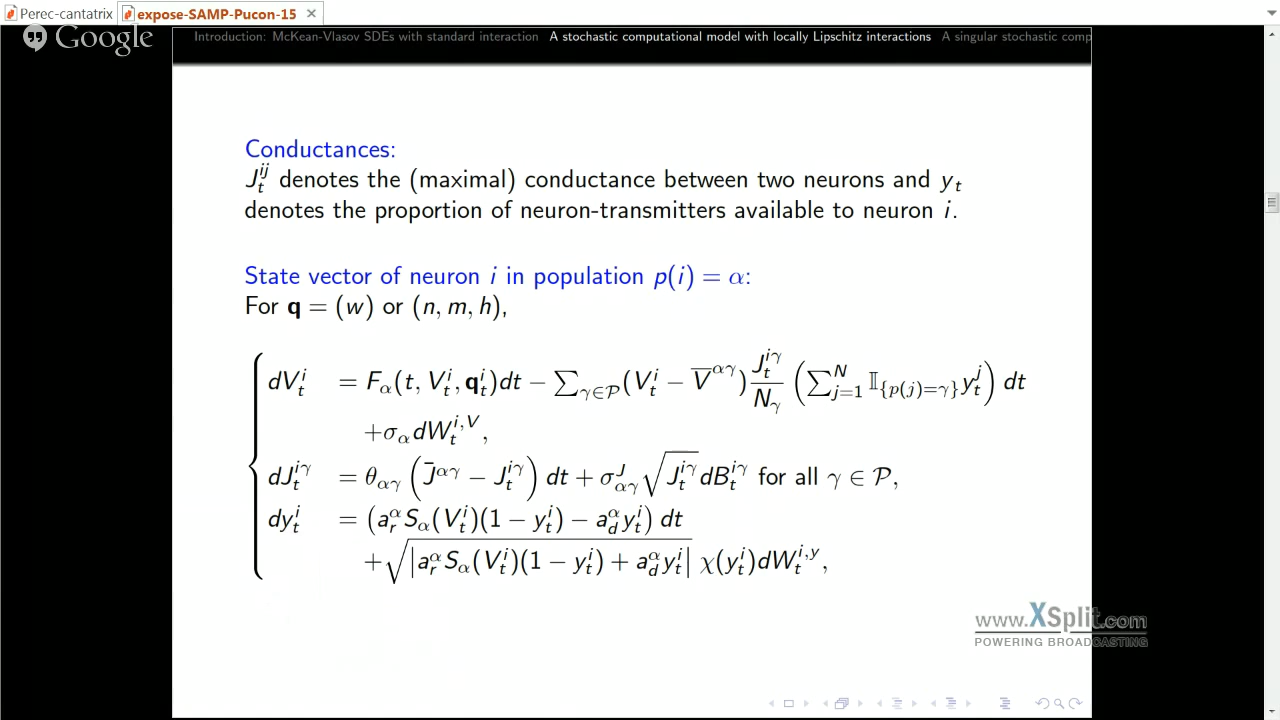 Perec-cantatrix
expose-SAMP-Pucon-15
Google
Introduction: McKean-Vlasov SDEs with standard interaction A stochastic computational model with locally Lipschitz interactions A singular stochastic comp
Conductances:
J_t^{ij} denotes the (maximal) conductance between two neurons and y_t
denotes the proportion of neuron-transmitters available to neuron i.
State vector of neuron i in population p(i) = α:
For q = (w) or (n, m, h),
dV_t^i = F_α(t, V_t^i, q_t^i)dt − ∑_{γ∈𝒫}(V_t^i − V̅^{αγ}) J_t^{iγ}/N_γ (∑_{j=1}^N 𝕀_{p(j)=γ} y_t^j) dt
+σ_α dW_t^{i,V},
dJ_t^{iγ} = θ_{αγ} (J̄^{αγ} − J_t^{iγ}) dt + σ_{αγ}^J √(J_t^{iγ}) dB_t^{iγ} for all γ ∈ 𝒫,
dy_t^i = (a_r^α S_α(V_t^i)(1 − y_t^i) − a_d^α y_t^i) dt
+√|a_r^α S_α(V_t^i)(1 − y_t^i) + a_d^α y_t^i| χ(y_t^i)dW_t^{i,y},
www.XSplit.com
POWERING BROADCASTING